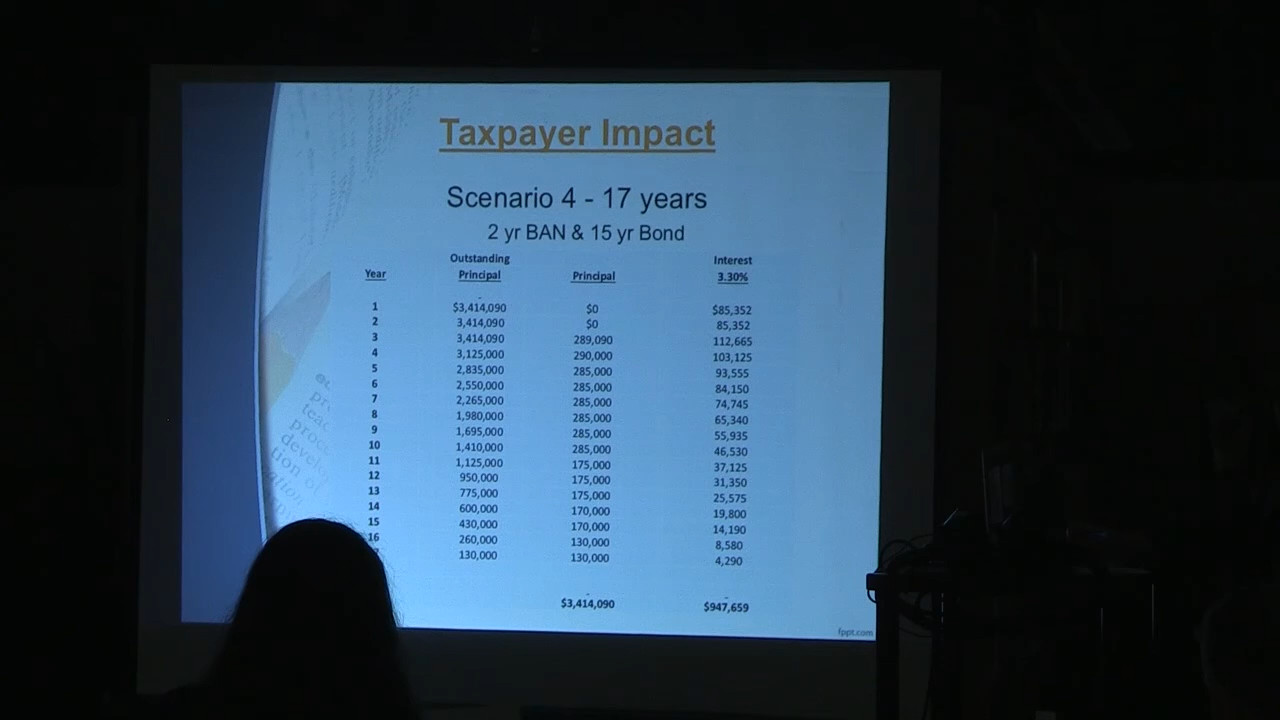 Taxpayer Impact
Scenario 4 - 17 years
2 yr BAN & 15 yr Bond
Outstanding Interest
Year Principal Principal 3.30%
1 $3,414,090 $0 $85,352
2 3,414,090 $0 85,352
3 3,414,090 289,090 112,665
4 3,125,000 290,000 103,125
5 2,835,000 285,000 93,555
6 2,550,000 285,000 84,150
7 2,265,000 285,000 74,745
8 1,980,000 285,000 65,340
9 1,695,000 285,000 55,935
10 1,410,000 285,000 46,530
11 1,125,000 175,000 37,125
12 950,000 175,000 31,350
13 775,000 175,000 25,575
14 600,000 170,000 19,800
15 430,000 170,000 14,190
16 260,000 130,000 8,580
130,000 130,000 4,290
$3,414,090 $947,659
fppt.com